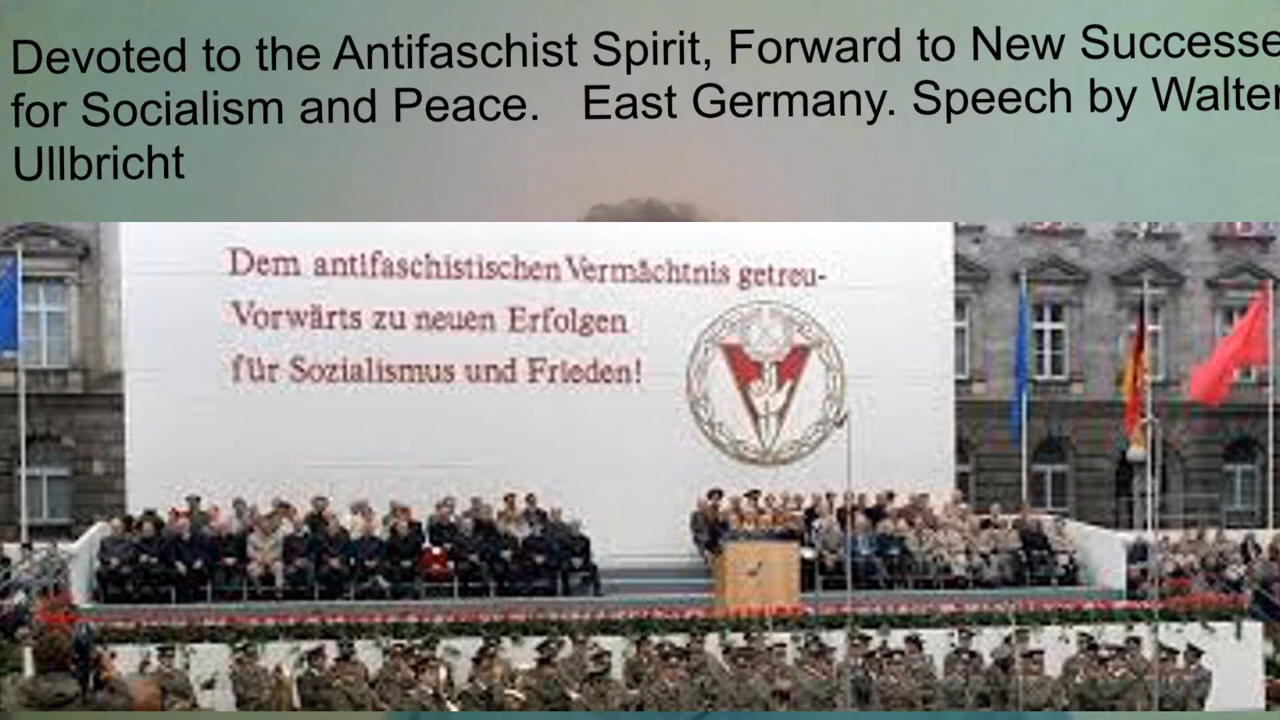 Devoted to the Antifaschist Spirit, Forward to New Successe
for Socialism and Peace. East Germany. Speech by Walter
Ullbricht
Dem antifaschistischen Vermächtnis getreu-
Vorwärts zu neuen Erfolgen
für Sozialismus und Frieden!